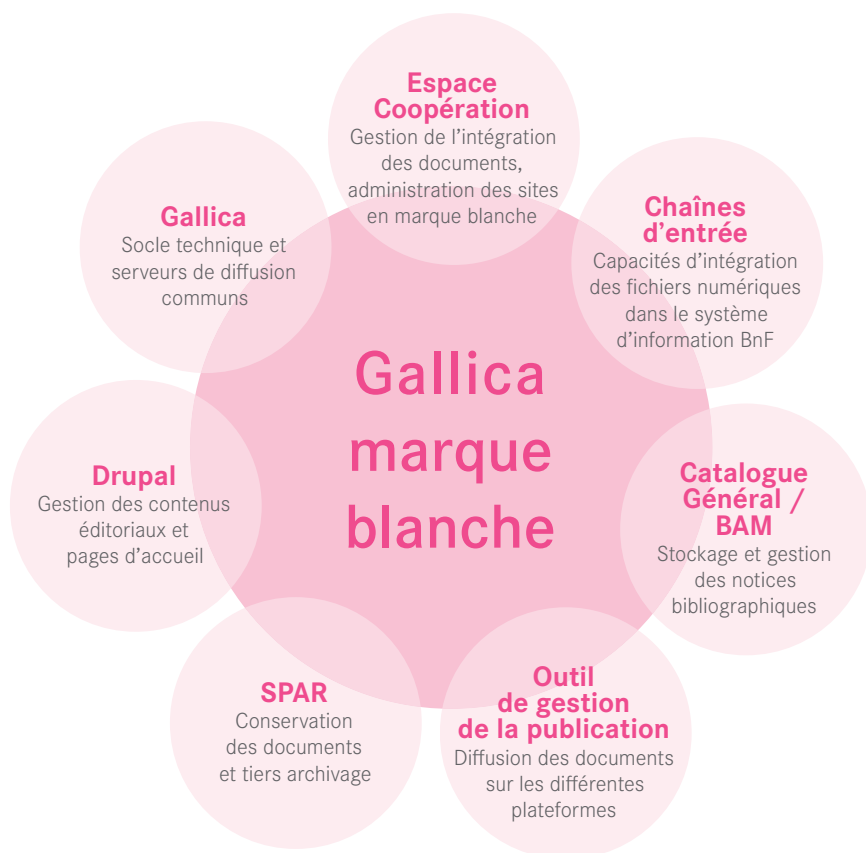 Espace
Coopération
Gestion de l’intégration
des documents,
administration des sites
en marque blanche
Chaînes
d’entrée
Capacités d’intégration
des fichiers numériques
dans le système
d’information BnF
Catalogue
Général /
BAM
Stockage et gestion
des notices
bibliographiques
Outil
de gestion
de la publication
Diffusion des documents
sur les différentes
plateformes
SPAR
Conservation
des documents
et tiers archivage
Drupal
Gestion des contenus
éditoriaux et
pages d’accueil
Gallica
Socle technique et
serveurs de diffusion
communs
Gallica
marque
blanche